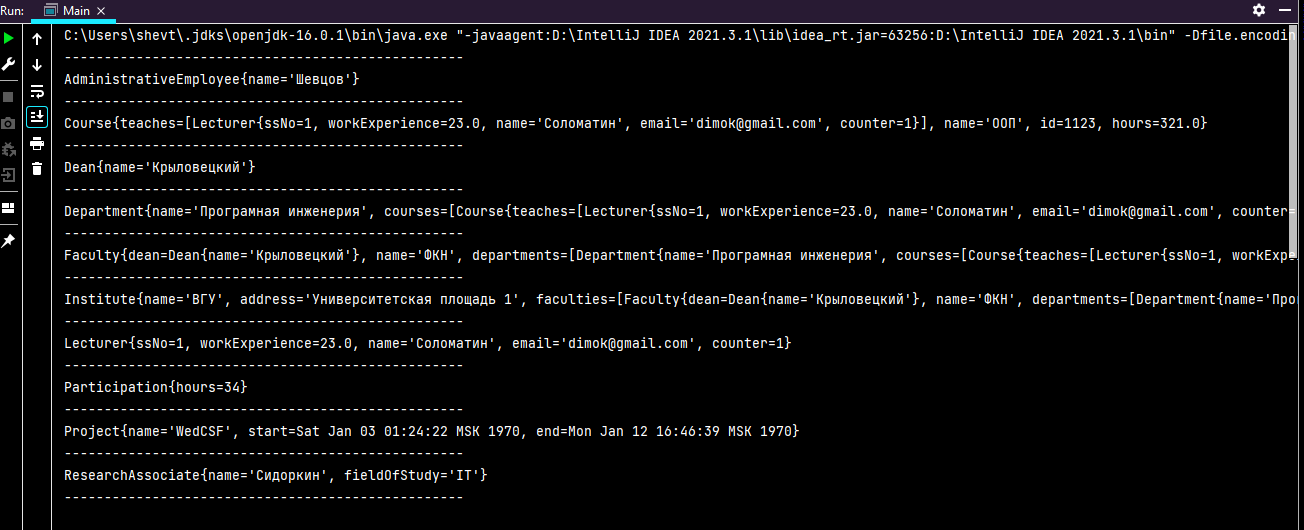 Run: Main
C:\Users\shevt\.jdks\openjdk-16.0.1\bin\java.exe "-javaagent:D:\IntelliJ IDEA 2021.3.1\lib\idea_rt.jar=63256:D:\IntelliJ IDEA 2021.3.1\bin" -Dfile.encodin
--------------------------------------------------
AdministrativeEmployee{name='Шевцов'}
--------------------------------------------------
Course{teaches=[Lecturer{ssNo=1, workExperience=23.0, name='Соломатин', email='dimok@gmail.com', counter=1}], name='ООП', id=1123, hours=321.0}
--------------------------------------------------
Dean{name='Крыловецкий'}
--------------------------------------------------
Department{name='Програмная инженерия', courses=[Course{teaches=[Lecturer{ssNo=1, workExperience=23.0, name='Соломатин', email='dimok@gmail.com', counter=
--------------------------------------------------
Faculty{dean=Dean{name='Крыловецкий'}, name='ФКН', departments=[Department{name='Програмная инженерия', courses=[Course{teaches=[Lecturer{ssNo=1, workExpe
--------------------------------------------------
Institute{name='ВГУ', address='Университетская площадь 1', faculties=[Faculty{dean=Dean{name='Крыловецкий'}, name='ФКН', departments=[Department{name='Про
--------------------------------------------------
Lecturer{ssNo=1, workExperience=23.0, name='Соломатин', email='dimok@gmail.com', counter=1}
--------------------------------------------------
Participation{hours=34}
--------------------------------------------------
Project{name='WedCSF', start=Sat Jan 03 01:24:22 MSK 1970, end=Mon Jan 12 16:46:39 MSK 1970}
--------------------------------------------------
ResearchAssociate{name='Сидоркин', fieldOfStudy='IT'}
--------------------------------------------------